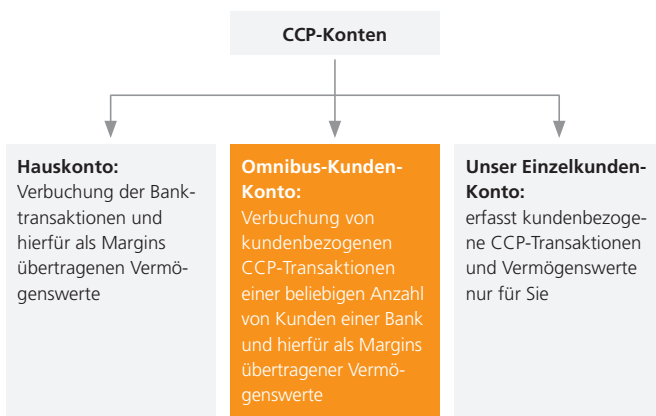 CCP-Konten
Hauskonto:
Verbuchung der Bank-
transaktionen und
hierfür als Margins
übertragenen Vermö-
genswerte
Omnibus-Kunden-
Konto:
Verbuchung von
kundenbezogenen
CCP-Transaktionen
einer beliebigen Anzahl
von Kunden einer Bank
und hierfür als Margins
übertragener Vermö-
genswerte
Unser Einzelkunden-
Konto:
erfasst kundenbezoge-
ne CCP-Transaktionen
und Vermögenswerte
nur für Sie